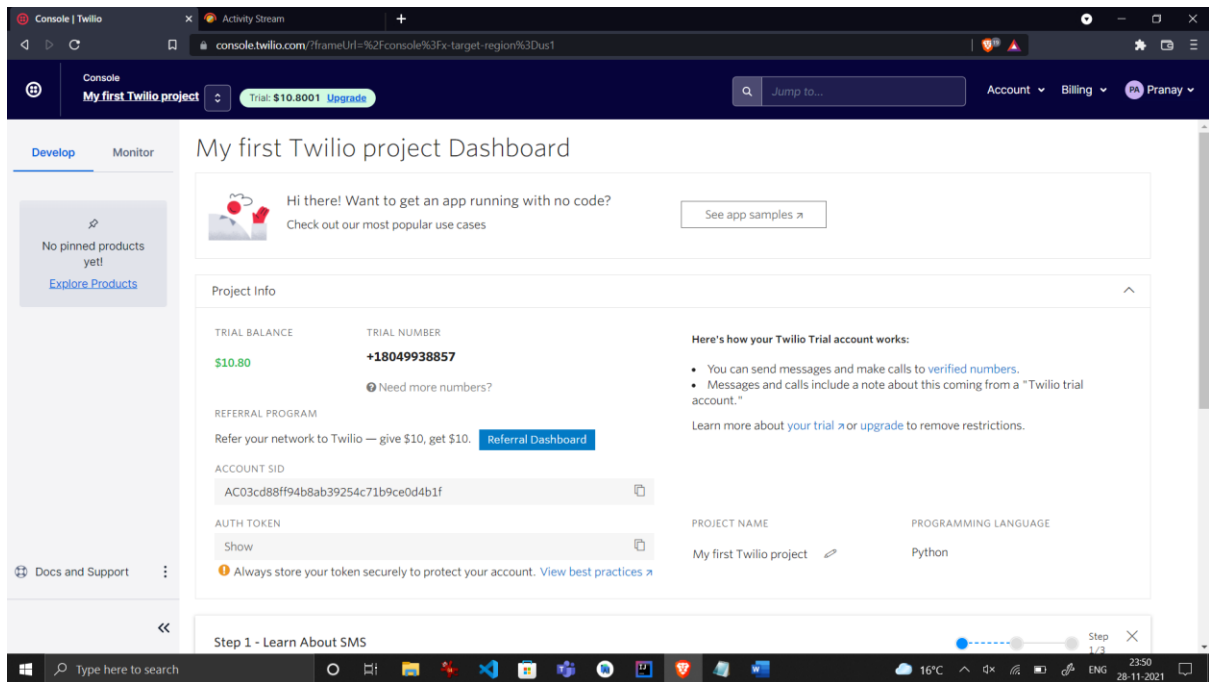 Console | Twilio
Activity Stream
console.twilio.com/?frameUrl=%2Fconsole%3Fx-target-region%3Dus1
Console
My first Twilio project
Trial: $10.8001 Upgrade
Jump to...
Account
Billing
PA Pranay
Develop
Monitor
My first Twilio project Dashboard
No pinned products
yet!
Explore Products
Hi there! Want to get an app running with no code?
Check out our most popular use cases
See app samples
Project Info
TRIAL BALANCE
$10.80
TRIAL NUMBER
+18049938857
Need more numbers?
REFERRAL PROGRAM
Refer your network to Twilio — give $10, get $10. Referral Dashboard
ACCOUNT SID
AC03cd88ff94b8ab39254c71b9ce0d4b1f
AUTH TOKEN
Show
Always store your token securely to protect your account. View best practices
Here's how your Twilio Trial account works:
• You can send messages and make calls to verified numbers.
• Messages and calls include a note about this coming from a "Twilio trial
account."
Learn more about your trial or upgrade to remove restrictions.
PROJECT NAME
My first Twilio project
PROGRAMMING LANGUAGE
Python
Docs and Support
Step 1 - Learn About SMS
Step
1/3
Type here to search
16°C
ENG
23:50
28-11-2021